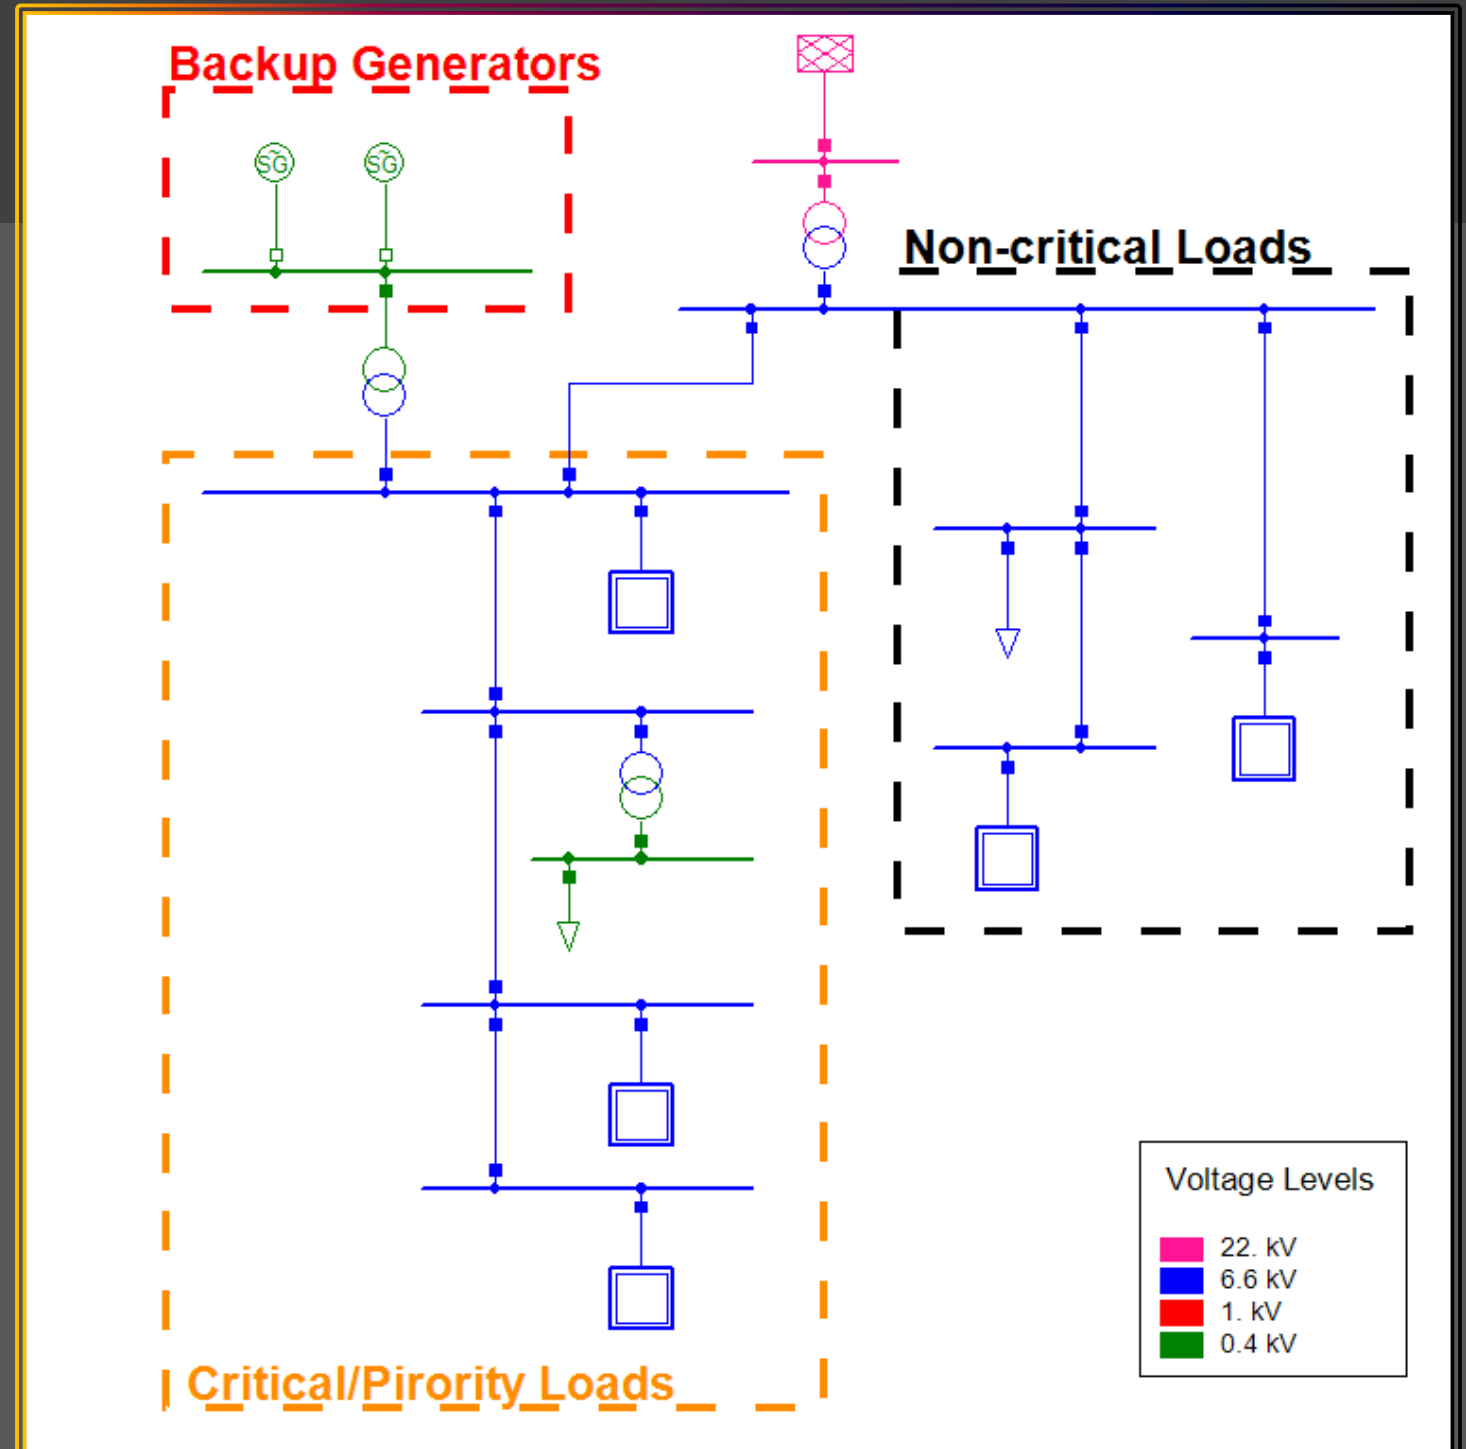 Backup Generators
SG
SG
Non-critical Loads
Critical/Pirority Loads
Voltage Levels
22. kV
6.6 kV
1. kV
0.4 kV